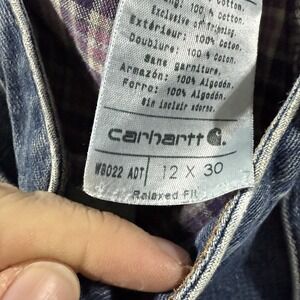 100% Cotton.
Exclusive of Trimming.
Extérieur: 100% coton.
Doublure: 100% coton.
Sans garniture.
Armazón: 100% Algodón.
Forro: 100% Algodón.
Sin incluir adorno.
carhartt
WB022 ADT 12 X 30
Relaxed Fit